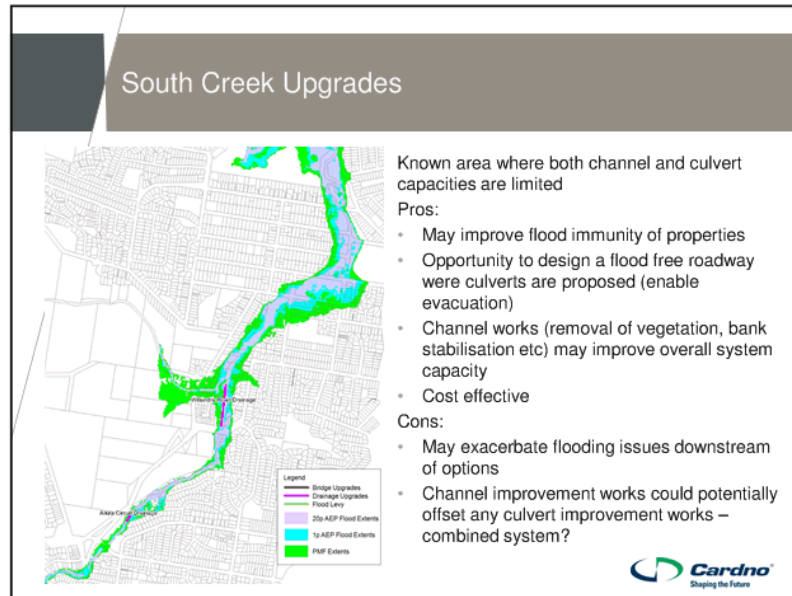 South Creek Upgrades
Known area where both channel and culvert
capacities are limited
Pros:
• May improve flood immunity of properties
• Opportunity to design a flood free roadway
were culverts are proposed (enable
evacuation)
• Channel works (removal of vegetation, bank
stabilisation etc) may improve overall system
capacity
• Cost effective
Cons:
• May exacerbate flooding issues downstream
of options
• Channel improvement works could potentially
offset any culvert improvement works –
combined system?
Drainage
Drainage
Legend
Bridge Upgrades
Drainage Upgrades
Flood Levy
20p AEP Flood Extents
1p AEP Flood Extents
PMF Extents
Cardno
Shaping the Future